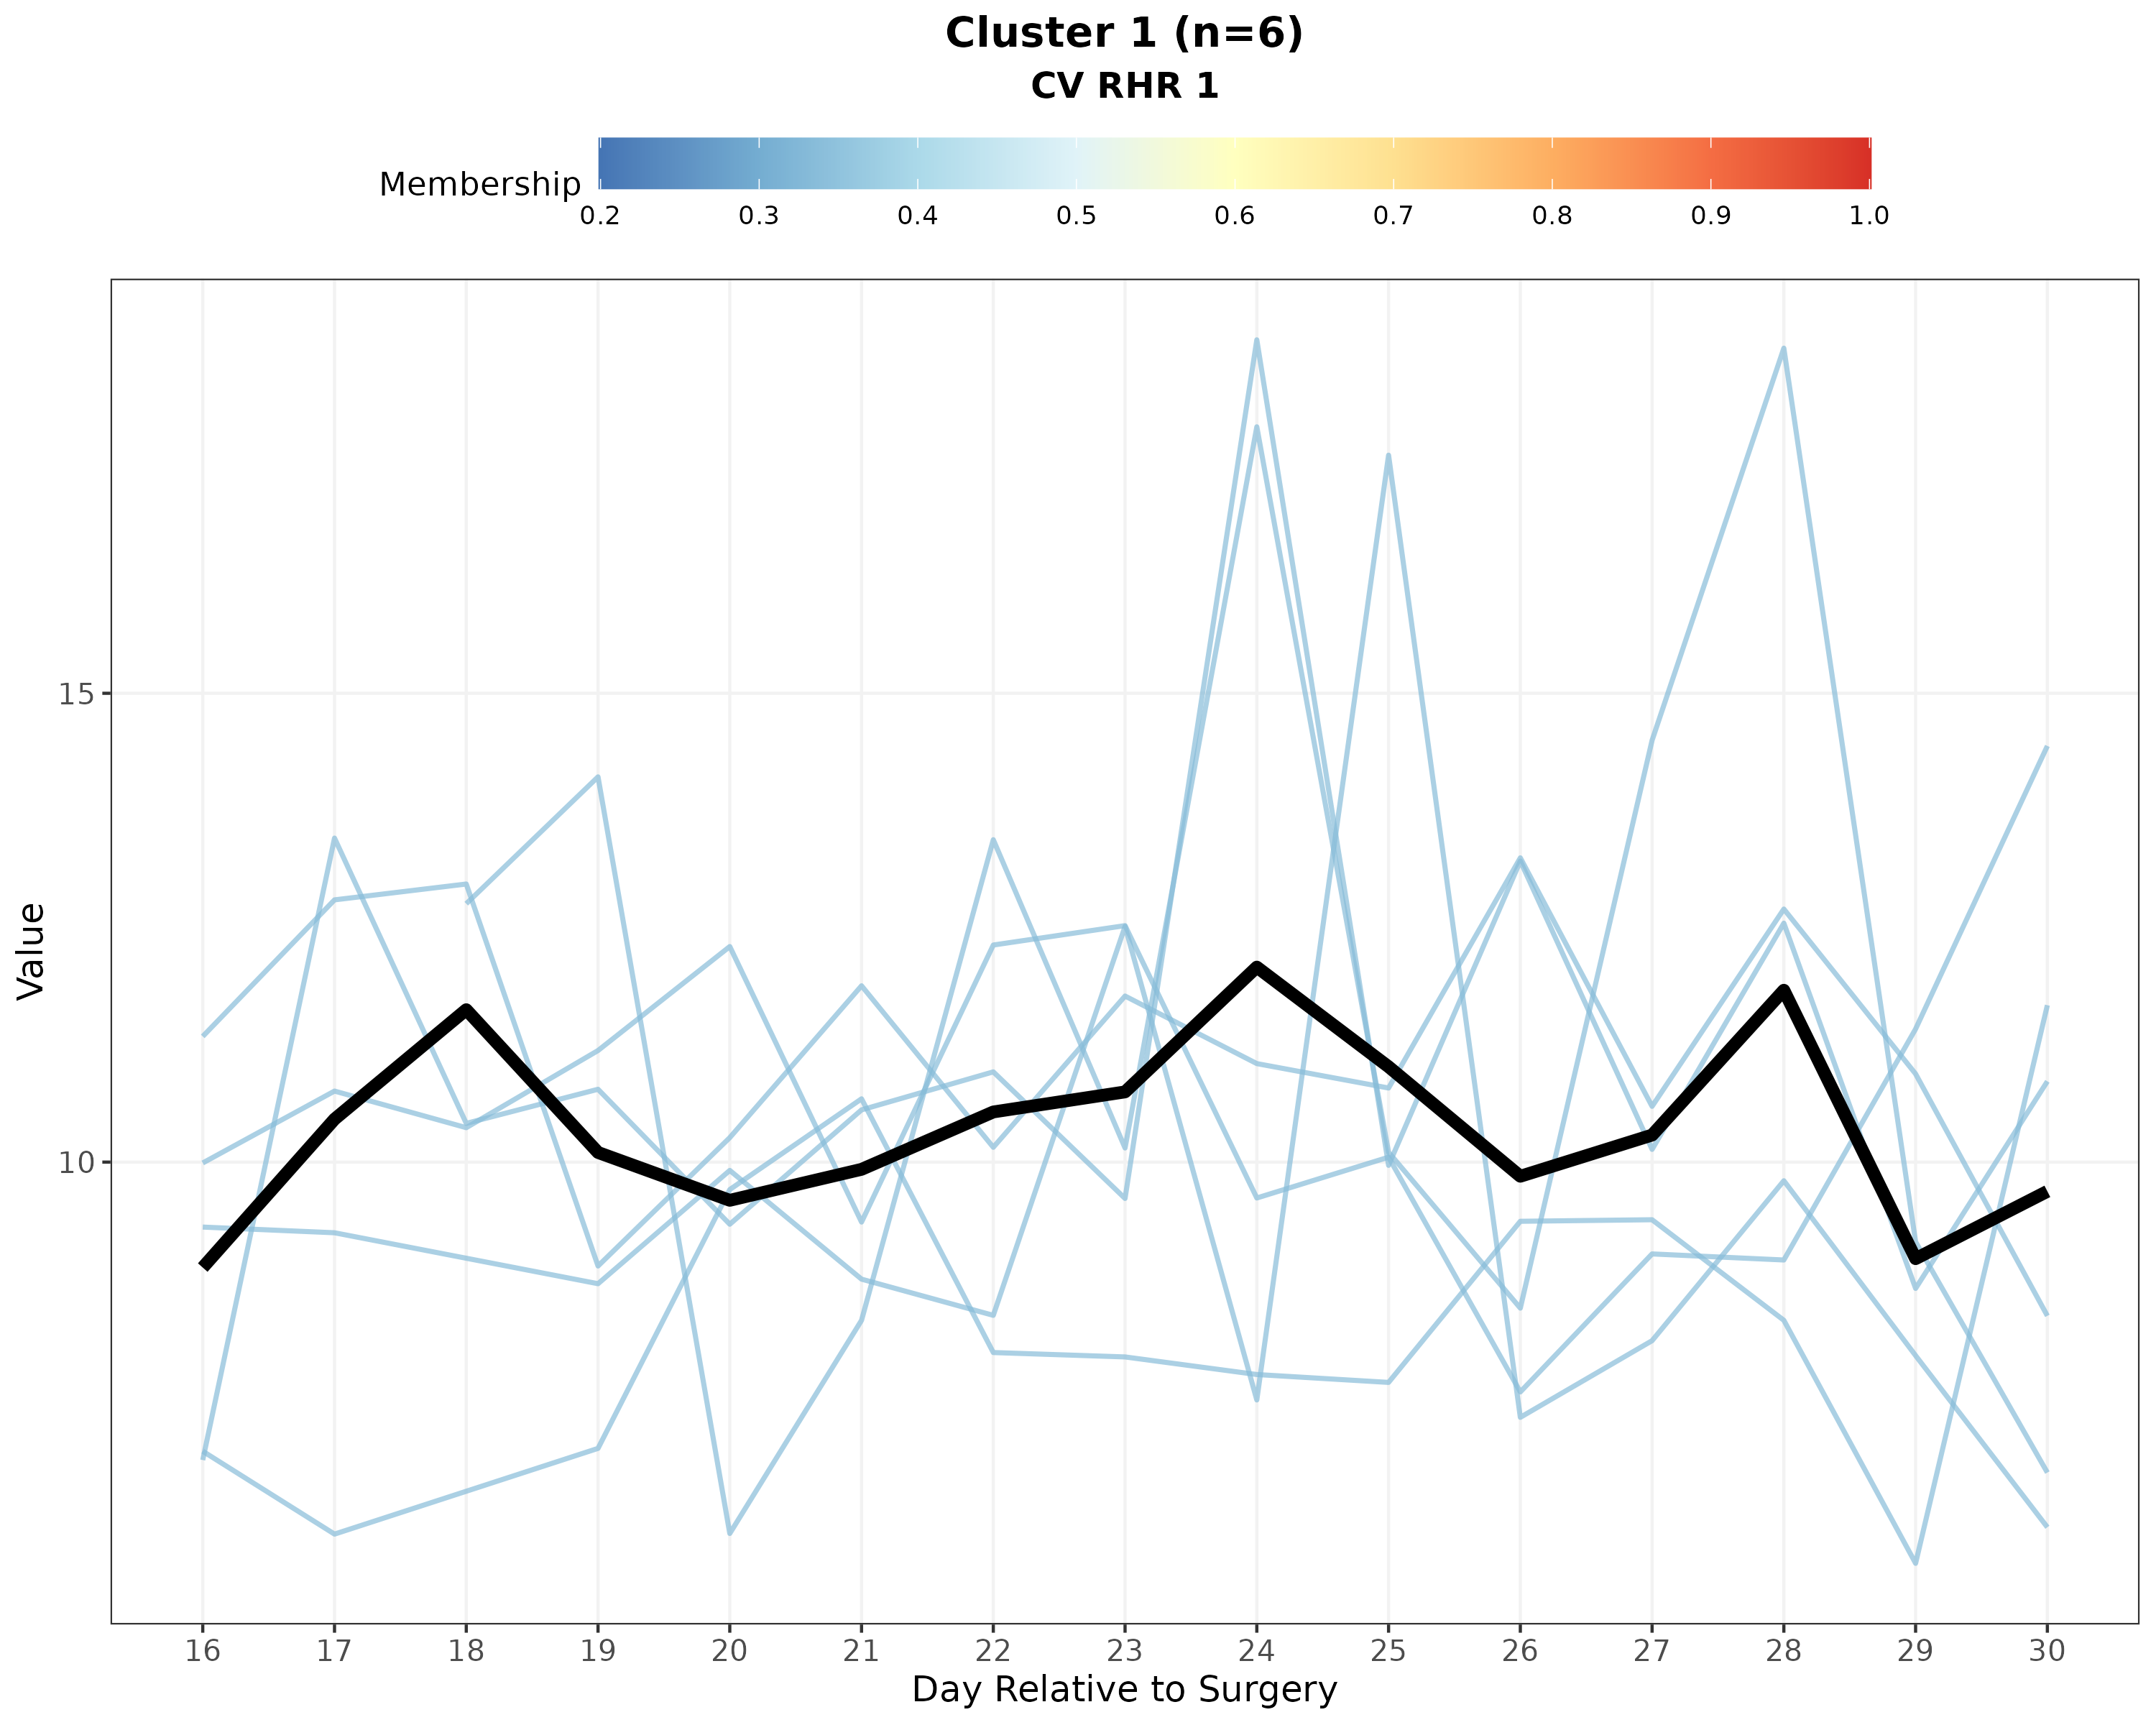 Cluster 1 (n=6)
CV RHR 1
Membership
0.2 0.3 0.4 0.5 0.6 0.7 0.8 0.9 1.0
Value
15
10
16 17 18 19 20 21 22 23 24 25 26 27 28 29 30
Day Relative to Surgery